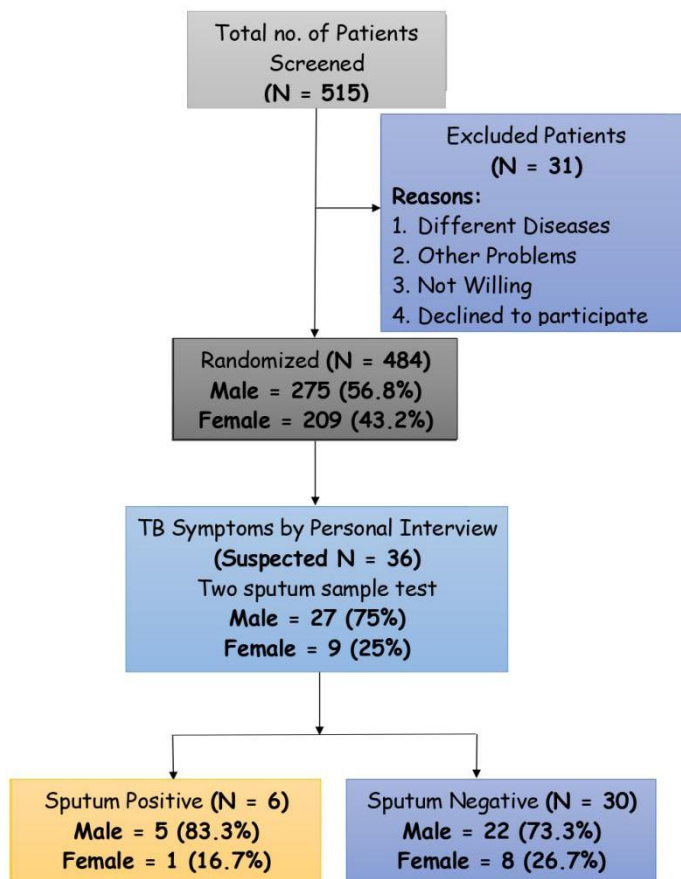 Total no. of Patients
Screened
(N = 515)
Excluded Patients
(N = 31)
Reasons:
1. Different Diseases
2. Other Problems
3. Not Willing
4. Declined to participate
Randomized (N = 484)
Male = 275 (56.8%)
Female = 209 (43.2%)
TB Symptoms by Personal Interview
(Suspected N = 36)
Two sputum sample test
Male = 27 (75%)
Female = 9 (25%)
Sputum Positive (N = 6)
Male = 5 (83.3%)
Female = 1 (16.7%)
Sputum Negative (N = 30)
Male = 22 (73.3%)
Female = 8 (26.7%)